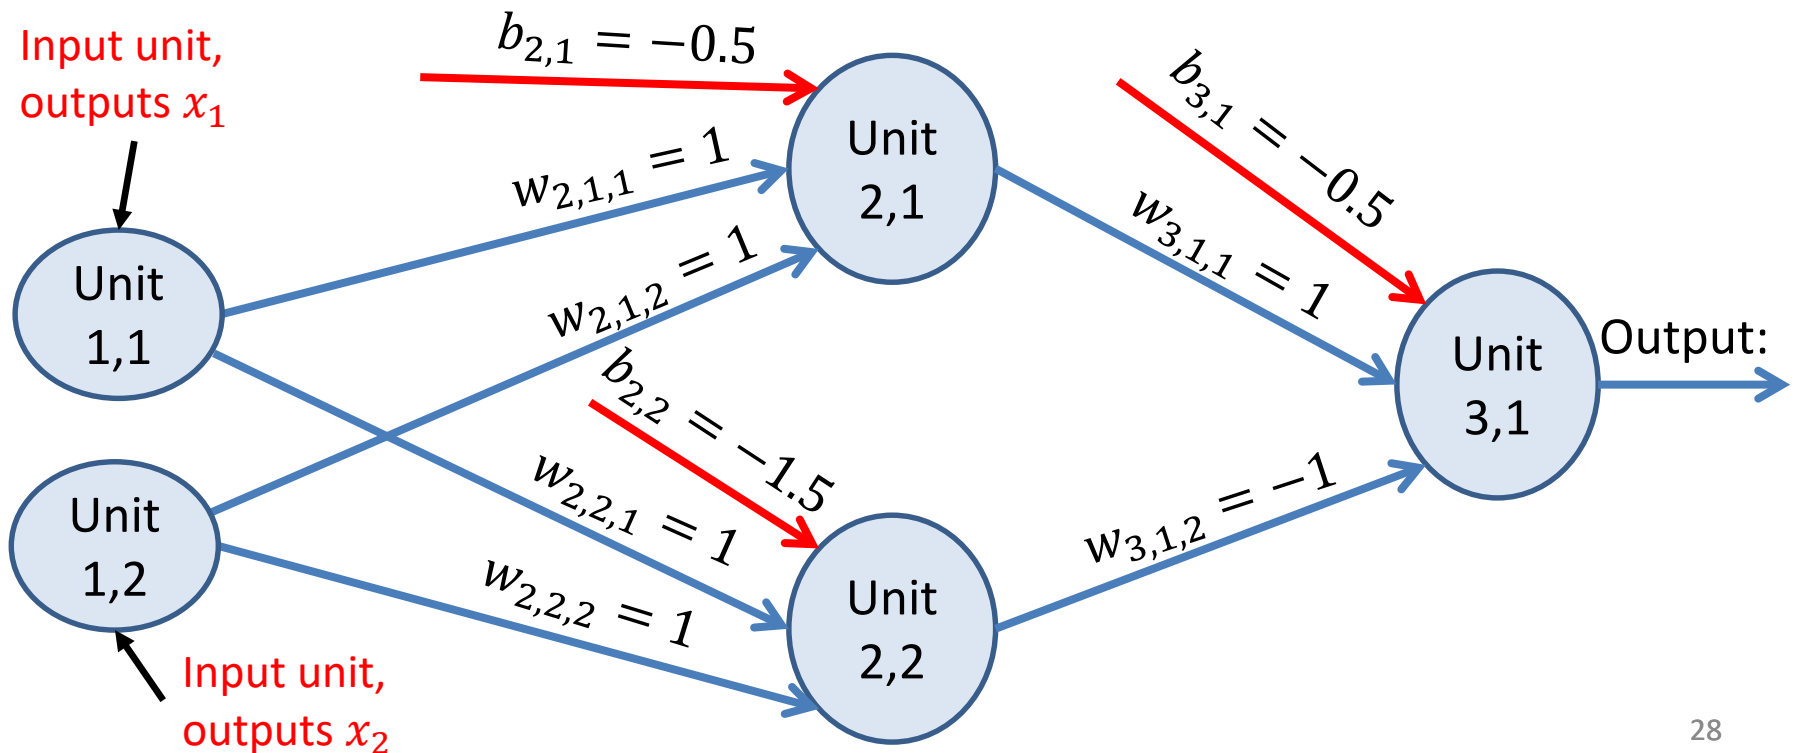 Input unit,
outputs x₁
b₂,₁ = −0.5
b₃,₁ = −0.5
Unit
2,1
w₂,₁,₁ = 1
w₃,₁,₁ = 1
w₂,₁,₂ = 1
Unit
1,1
Output:
Unit
3,1
b₂,₂ = −1.5
w₂,₂,₁ = 1
w₃,₁,₂ = −1
Unit
1,2
w₂,₂,₂ = 1
Unit
2,2
Input unit,
outputs x₂
28